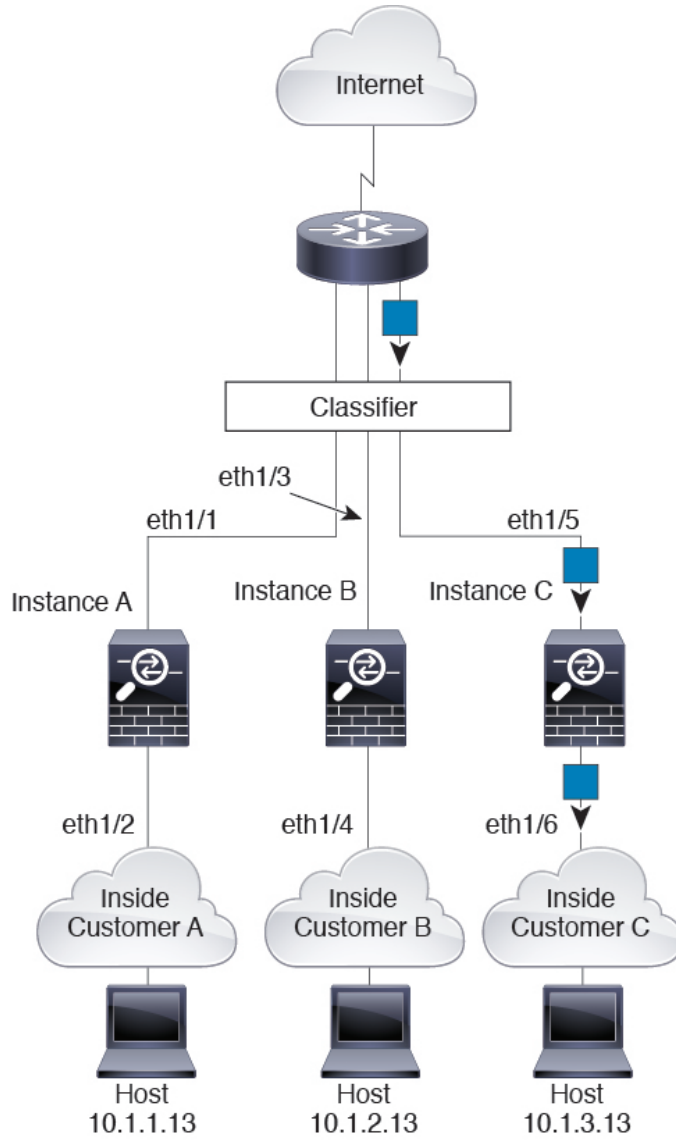 Internet
Classifier
eth1/3
eth1/1
eth1/5
Instance A
Instance B
Instance C
eth1/2
eth1/4
eth1/6
Inside
Customer A
Inside
Customer B
Inside
Customer C
Host
10.1.1.13
Host
10.1.2.13
Host
10.1.3.13